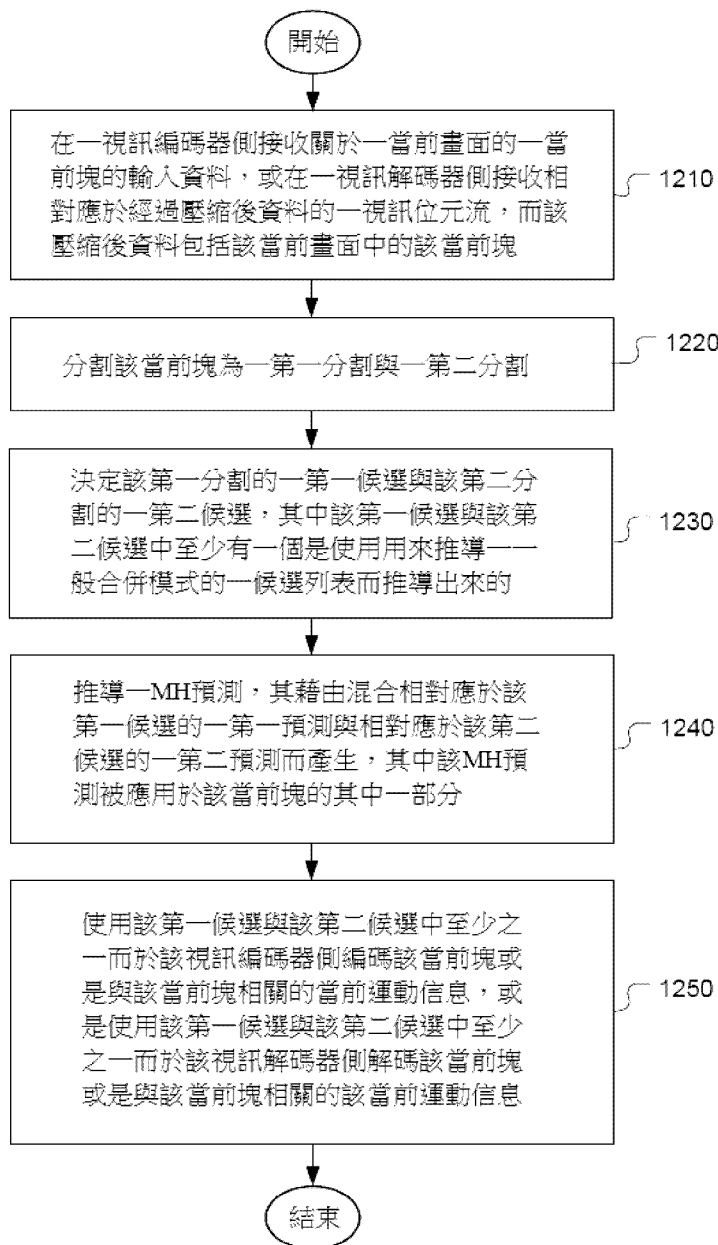 開始
在一視訊編碼器側接收關於一當前畫面的一當
前塊的輸入資料，或在一視訊解碼器側接收相
對應於經過壓縮後資料的一視訊位元流，而該
壓縮後資料包括該當前畫面中的該當前塊
1210
分割該當前塊為一第一分割與一第二分割
1220
決定該第一分割的一第一候選與該第二分
割的一第二候選，其中該第一候選與該第
二候選中至少有一個是使用用來推導一一
般合併模式的一候選列表而推導出來的
1230
推導一MH預測，其藉由混合相對應於該
第一候選的一第一預測與相對應於該第二
候選的一第二預測而產生，其中該MH預
測被應用於該當前塊的其中一部分
1240
使用該第一候選與該第二候選中至少之
一而於該視訊編碼器側編碼該當前塊或
是與該當前塊相關的當前運動信息，或
是使用該第一候選與該第二候選中至少
之一而於該視訊解碼器側解碼該當前塊
或是與該當前塊相關的該當前運動信息
1250
結束